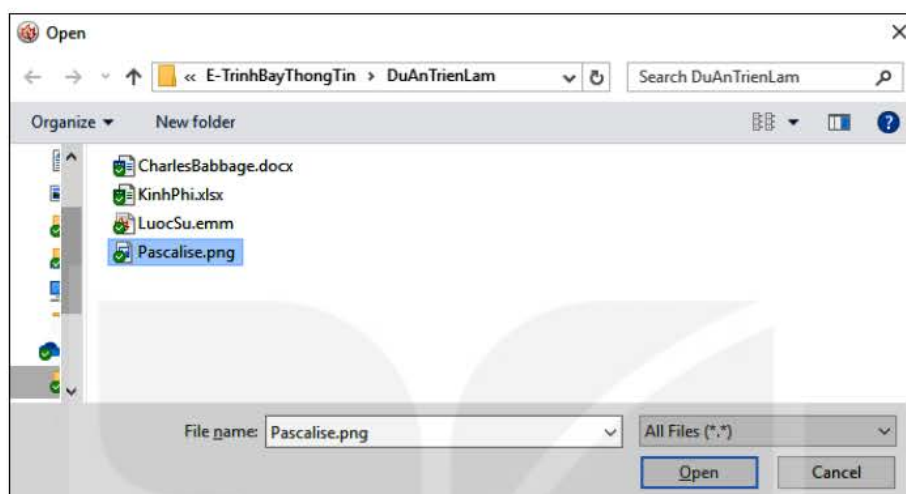 Open
« E-TrinhBayThongTin › DuAnTrienLam
Search DuAnTrienLam
Organize
New folder
CharlesBabbage.docx
KinhPhi.xlsx
LuocSu.emm
Pascalise.png
File name: Pascalise.png
All Files (*.*)
Open
Cancel